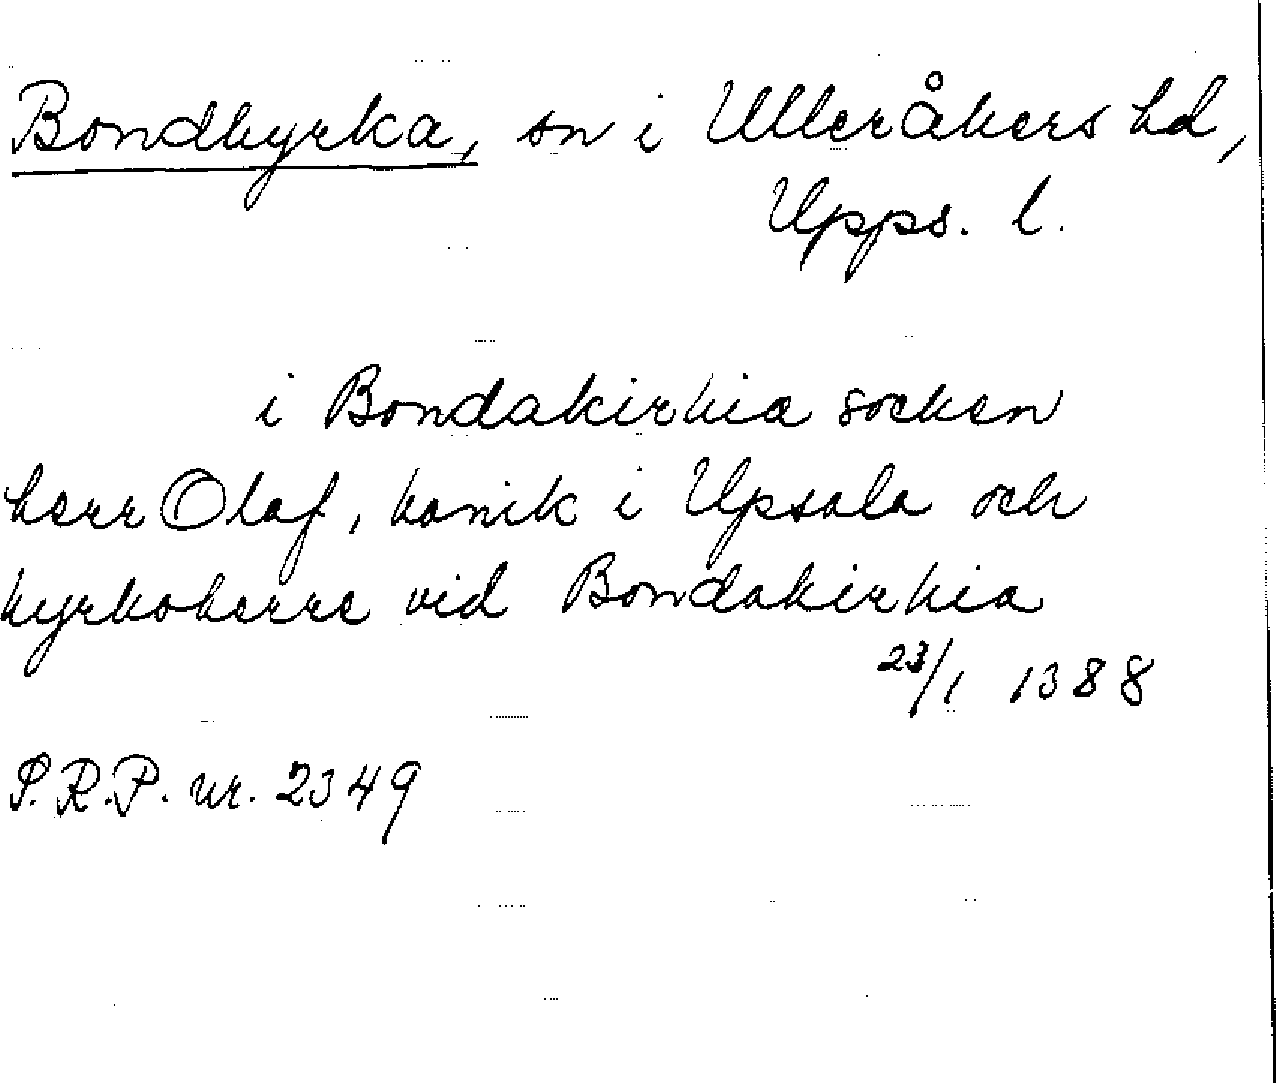 Bondkyrka, sn i Ulleråkers hd,
Upps. l.
i Bondakirkia socken
herr Olaf, kanik i Upsala och
kyrkoherre vid Bondakirkia
23/1 1388
S.R.P. nr. 2349